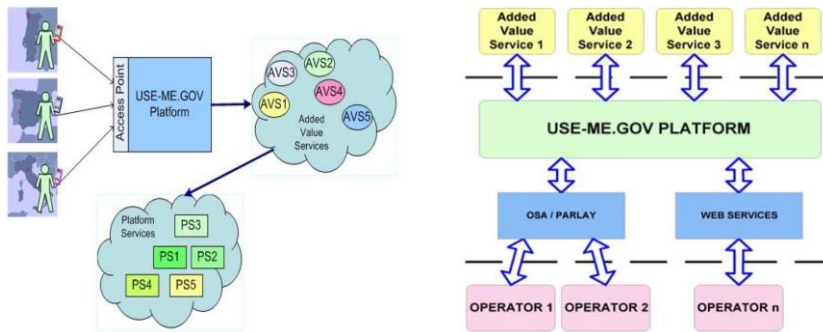 Access Point
USE-ME.GOV
Platform
AVS3
AVS2
AVS1
AVS4
AVS5
Added
Value
Services
Platform
Services
PS3
PS1
PS2
PS4
PS5
Added
Value
Service 1
Added
Value
Service 2
Added
Value
Service 3
Added
Value
Service n
USE-ME.GOV PLATFORM
OSA / PARLAY
WEB SERVICES
OPERATOR 1
OPERATOR 2
OPERATOR n